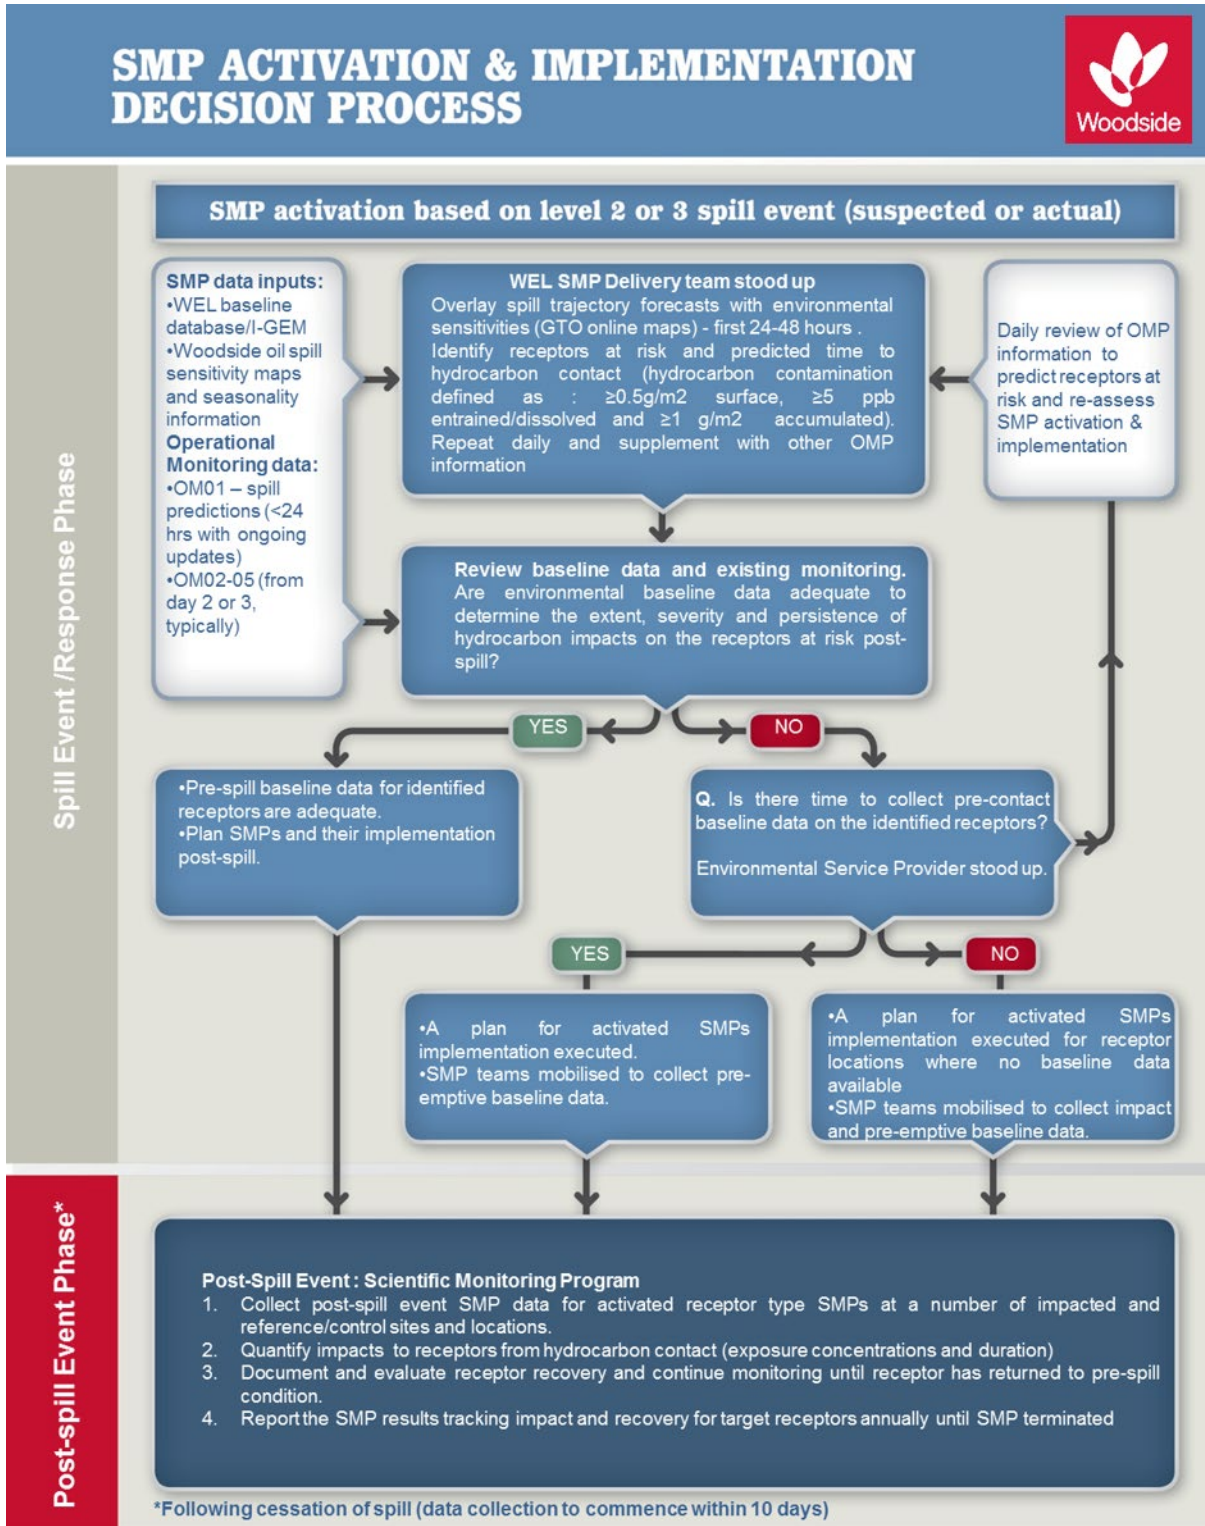 SMP ACTIVATION & IMPLEMENTATION
DECISION PROCESS
Woodside
Spill Event /Response Phase
SMP activation based on level 2 or 3 spill event (suspected or actual)
SMP data inputs:
•WEL baseline
database/I-GEM
•Woodside oil spill
sensitivity maps
and seasonality
information
Operational
Monitoring data:
•OM01 – spill
predictions (<24
hrs with ongoing
updates)
•OM02-05 (from
day 2 or 3,
typically)
WEL SMP Delivery team stood up
Overlay spill trajectory forecasts with environmental
sensitivities (GTO online maps) - first 24-48 hours .
Identify receptors at risk and predicted time to
hydrocarbon contact (hydrocarbon contamination
defined as : ≥0.5g/m2 surface, ≥5 ppb
entrained/dissolved and ≥1 g/m2 accumulated).
Repeat daily and supplement with other OMP
information
Daily review of OMP
information to
predict receptors at
risk and re-assess
SMP activation &
implementation
Review baseline data and existing monitoring.
Are environmental baseline data adequate to
determine the extent, severity and persistence of
hydrocarbon impacts on the receptors at risk post-
spill?
YES
NO
•Pre-spill baseline data for identified
receptors are adequate.
•Plan SMPs and their implementation
post-spill.
Q. Is there time to collect pre-contact
baseline data on the identified receptors?
Environmental Service Provider stood up.
YES
NO
•A plan for activated SMPs
implementation executed.
•SMP teams mobilised to collect pre-
emptive baseline data.
•A plan for activated SMPs
implementation executed for receptor
locations where no baseline data
available
•SMP teams mobilised to collect impact
and pre-emptive baseline data.
Post-spill Event Phase*
Post-Spill Event : Scientific Monitoring Program
1. Collect post-spill event SMP data for activated receptor type SMPs at a number of impacted and
reference/control sites and locations.
2. Quantify impacts to receptors from hydrocarbon contact (exposure concentrations and duration)
3. Document and evaluate receptor recovery and continue monitoring until receptor has returned to pre-spill
condition.
4. Report the SMP results tracking impact and recovery for target receptors annually until SMP terminated
*Following cessation of spill (data collection to commence within 10 days)